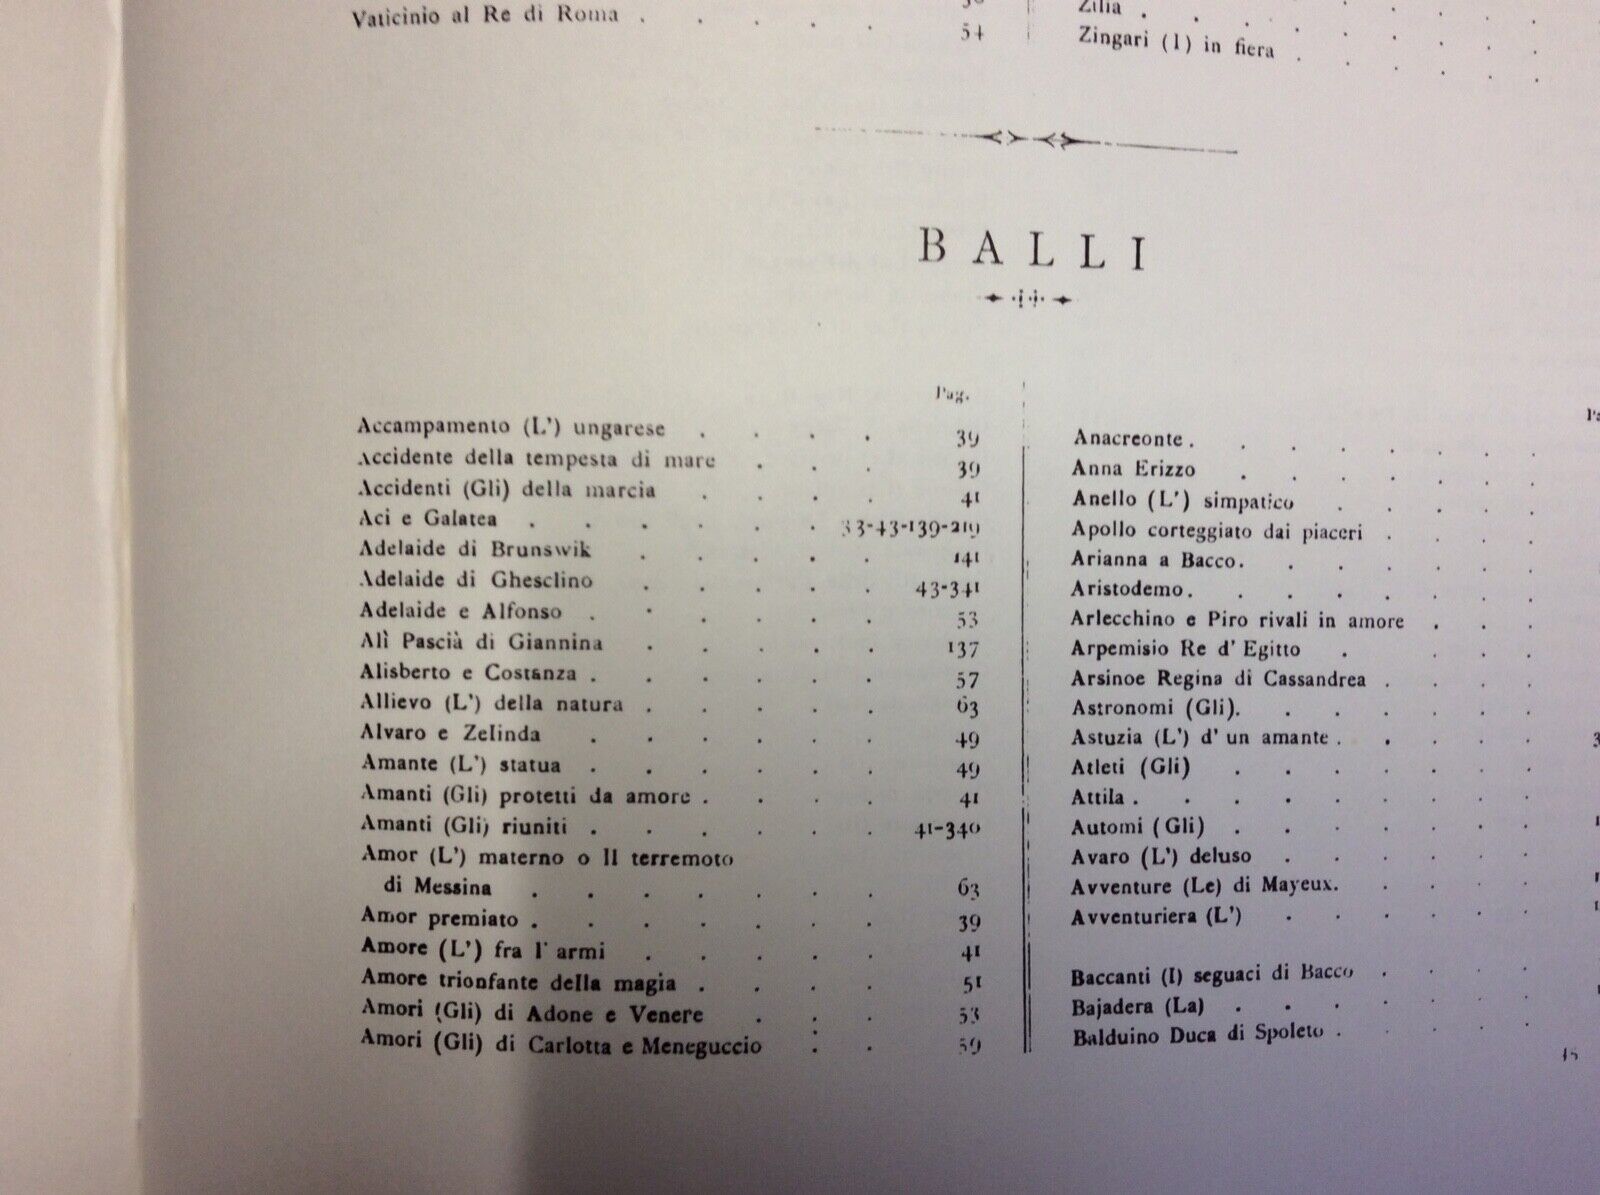 Vaticinio al Re di Roma . . . . . 54
Zilia .
Zingari (I) in fiera . . . . . .
BALLI
Pag.
Accampamento (L') ungarese . . . . 39
Accidente della tempesta di mare . . . 39
Accidenti (Gli) della marcia . . . . 41
Aci e Galatea . . . . . . 33-43-139-219
Adelaide di Brunswik . . . . . 141
Adelaide di Ghesclino . . . . . 43-341
Adelaide e Alfonso . . . . . . 53
Alì Pascià di Giannina . . . . . 137
Alisberto e Costanza . . . . . . 57
Allievo (L') della natura . . . . . 63
Alvaro e Zelinda . . . . . . 49
Amante (L') statua . . . . . . 49
Amanti (Gli) protetti da amore . . . . 41
Amanti (Gli) riuniti . . . . . . 41-340
Amor (L') materno o Il terremoto
di Messina . . . . . . . 63
Amor premiato . . . . . . . 39
Amore (L') fra l' armi . . . . . 41
Amore trionfante della magia . . . . 51
Amori (Gli) di Adone e Venere . . . 53
Amori (Gli) di Carlotta e Meneguccio . . 59
Anacreonte . . . . . . .
Anna Erizzo . . . . . .
Anello (L') simpatico . . . . .
Apollo corteggiato dai piaceri . . . .
Arianna a Bacco. . . . . .
Aristodemo. . . . . . .
Arlecchino e Piro rivali in amore . . .
Arpemisio Re d' Egitto . . . .
Arsinoe Regina di Cassandrea . . . .
Astronomi (Gli). . . . . .
Astuzia (L') d' un amante . . . . .
Atleti (Gli) . . . . . .
Attila . . . . . . . .
Automi (Gli) . . . . . .
Avaro (L') deluso . . . . .
Avventure (Le) di Mayeux. . . . .
Avventuriera (L') . . . . .
Baccanti (I) seguaci di Bacco . . . .
Bajadera (La) . . . . . .
Balduino Duca di Spoleto . . . . .